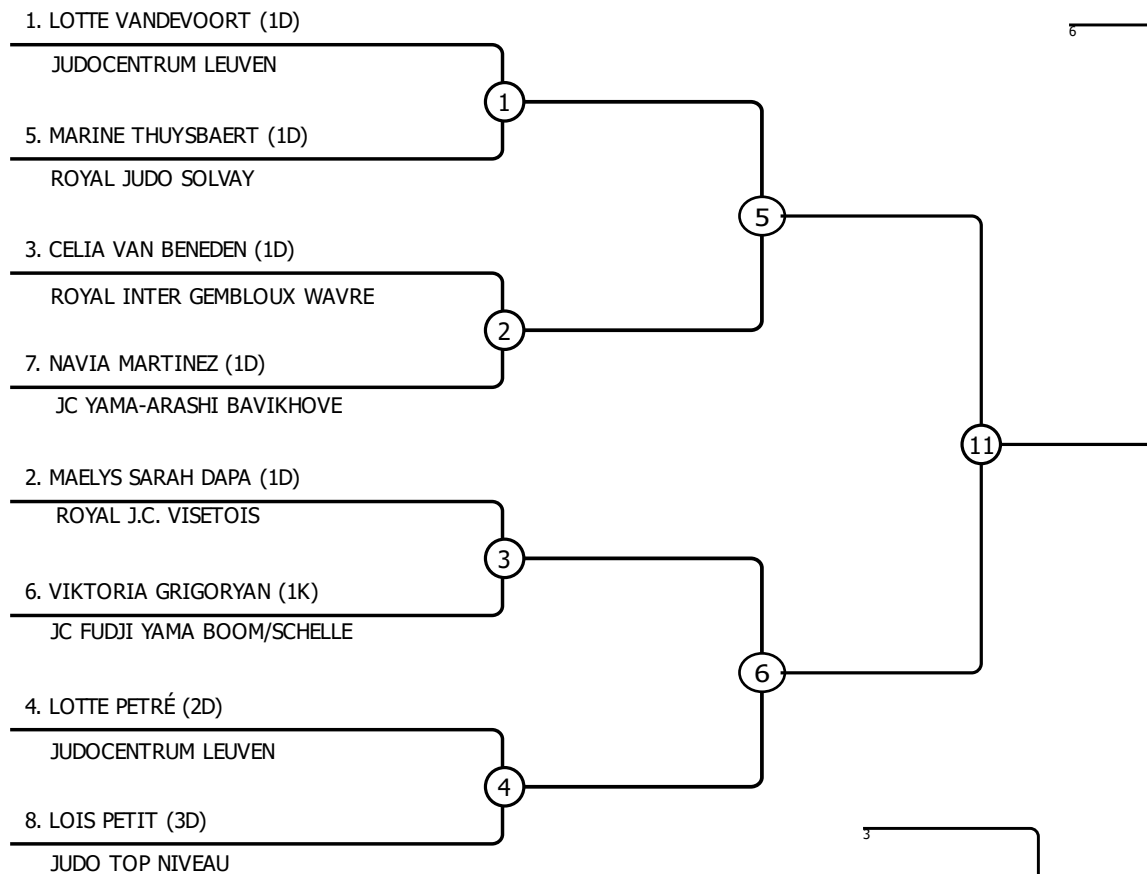 1. LOTTE VANDEVOORT (1D)
JUDOCENTRUM LEUVEN
1
5. MARINE THUYSBAERT (1D)
ROYAL JUDO SOLVAY
5
3. CELIA VAN BENEDEN (1D)
ROYAL INTER GEMBLOUX WAVRE
2
7. NAVIA MARTINEZ (1D)
JC YAMA-ARASHI BAVIKHOVE
11
2. MAELYS SARAH DAPA (1D)
ROYAL J.C. VISETOIS
3
6. VIKTORIA GRIGORYAN (1K)
JC FUDJI YAMA BOOM/SCHELLE
6
4. LOTTE PETRÉ (2D)
JUDOCENTRUM LEUVEN
4
8. LOIS PETIT (3D)
JUDO TOP NIVEAU
6
3